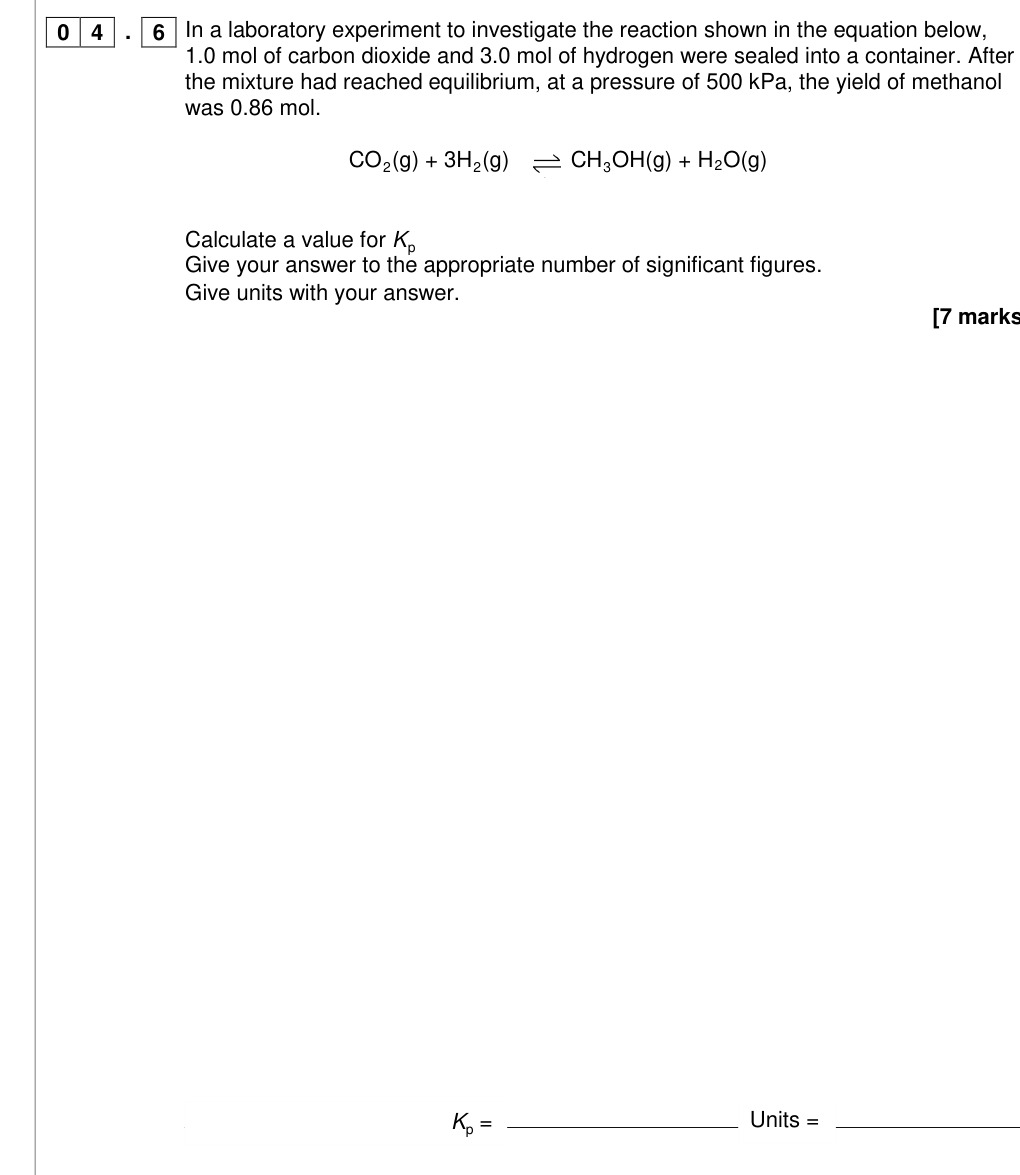 0 4 . 6 In a laboratory experiment to investigate the reaction shown in the equation below,
1.0 mol of carbon dioxide and 3.0 mol of hydrogen were sealed into a container. After
the mixture had reached equilibrium, at a pressure of 500 kPa, the yield of methanol
was 0.86 mol.
CO₂(g) + 3H₂(g) ⇌ CH₃OH(g) + H₂O(g)
Calculate a value for Kₚ
Give your answer to the appropriate number of significant figures.
Give units with your answer.
[7 marks
Kₚ = Units =